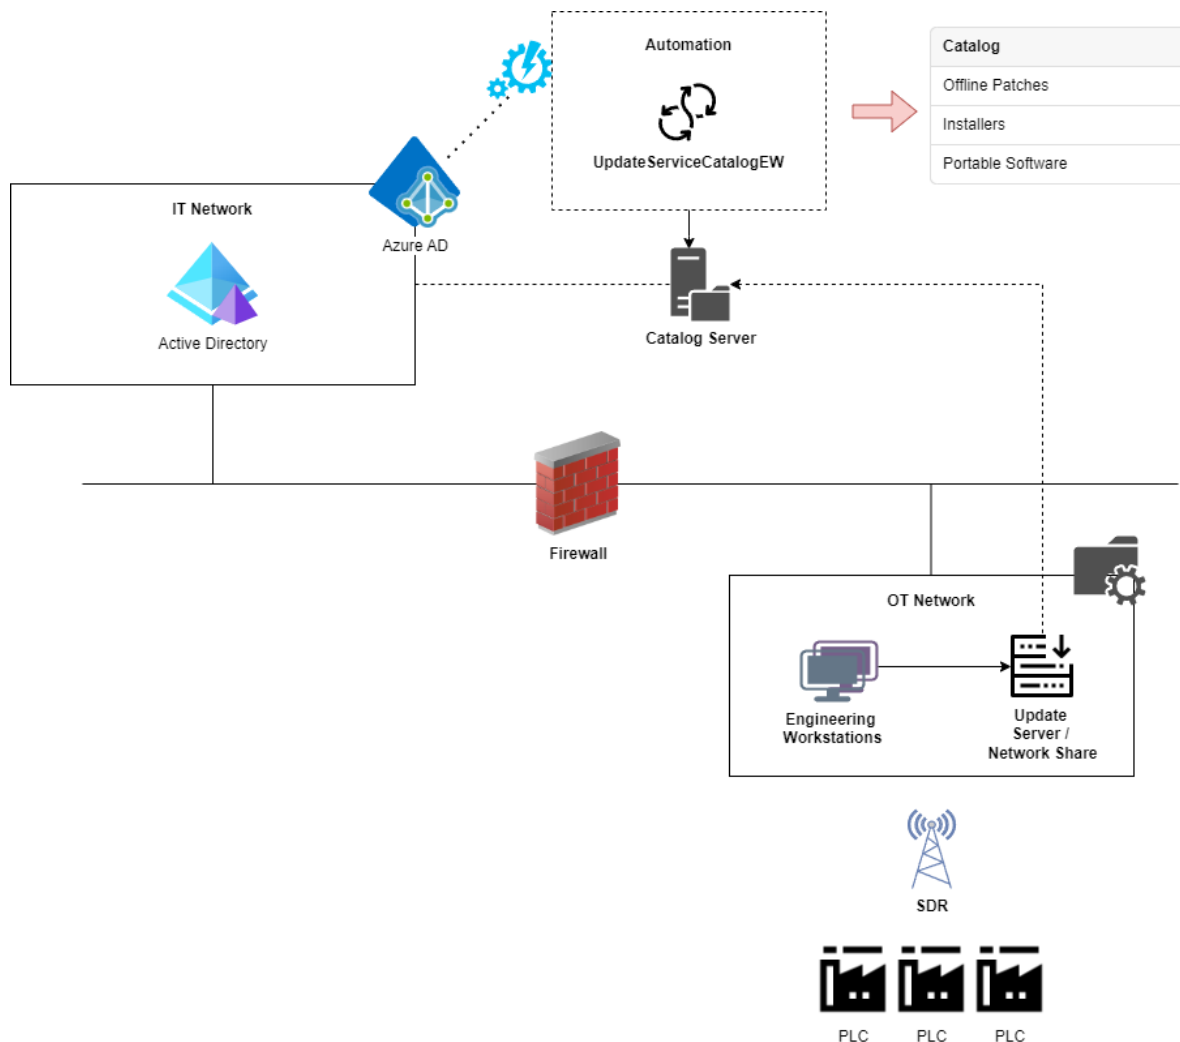 Automation
UpdateServiceCatalogEW
Catalog
Offline Patches
Installers
Portable Software
IT Network
Azure AD
Active Directory
Catalog Server
Firewall
OT Network
Engineering
Workstations
Update
Server /
Network Share
SDR
PLC
PLC
PLC